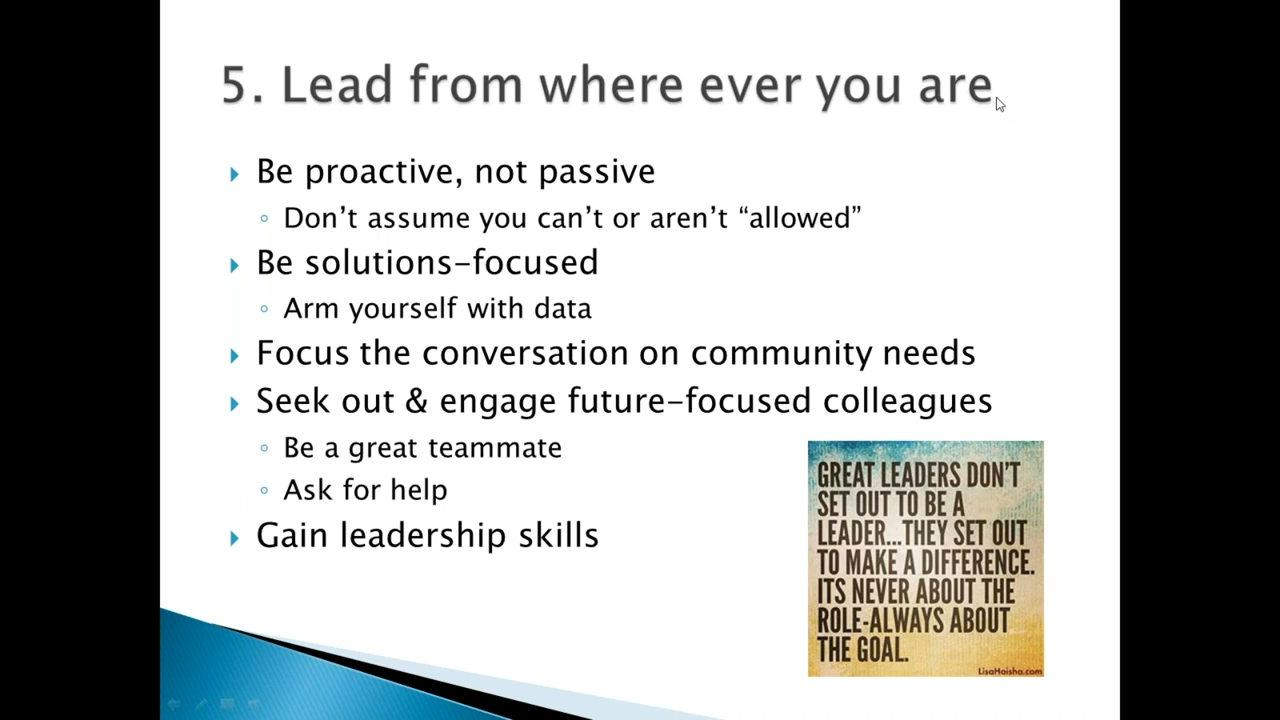 5. Lead from where ever you are
Be proactive, not passive
Don’t assume you can’t or aren’t “allowed”
Be solutions-focused
Arm yourself with data
Focus the conversation on community needs
Seek out & engage future-focused colleagues
Be a great teammate
Ask for help
Gain leadership skills
GREAT LEADERS DON'T
SET OUT TO BE A
LEADER...THEY SET OUT
TO MAKE A DIFFERENCE.
ITS NEVER ABOUT THE
ROLE-ALWAYS ABOUT
THE GOAL.
LisaHaisha.com